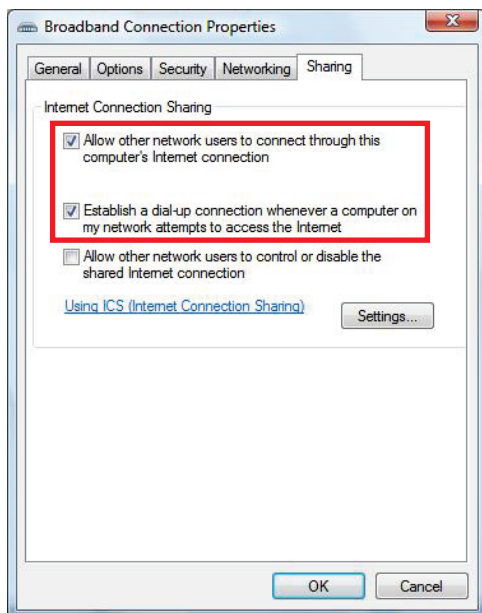 Broadband Connection Properties
General Options Security Networking Sharing
Internet Connection Sharing
Allow other network users to connect through this
computer's Internet connection
Establish a dial-up connection whenever a computer on
my network attempts to access the Internet
Allow other network users to control or disable the
shared Internet connection
Using ICS (Internet Connection Sharing)
Settings...
OK Cancel